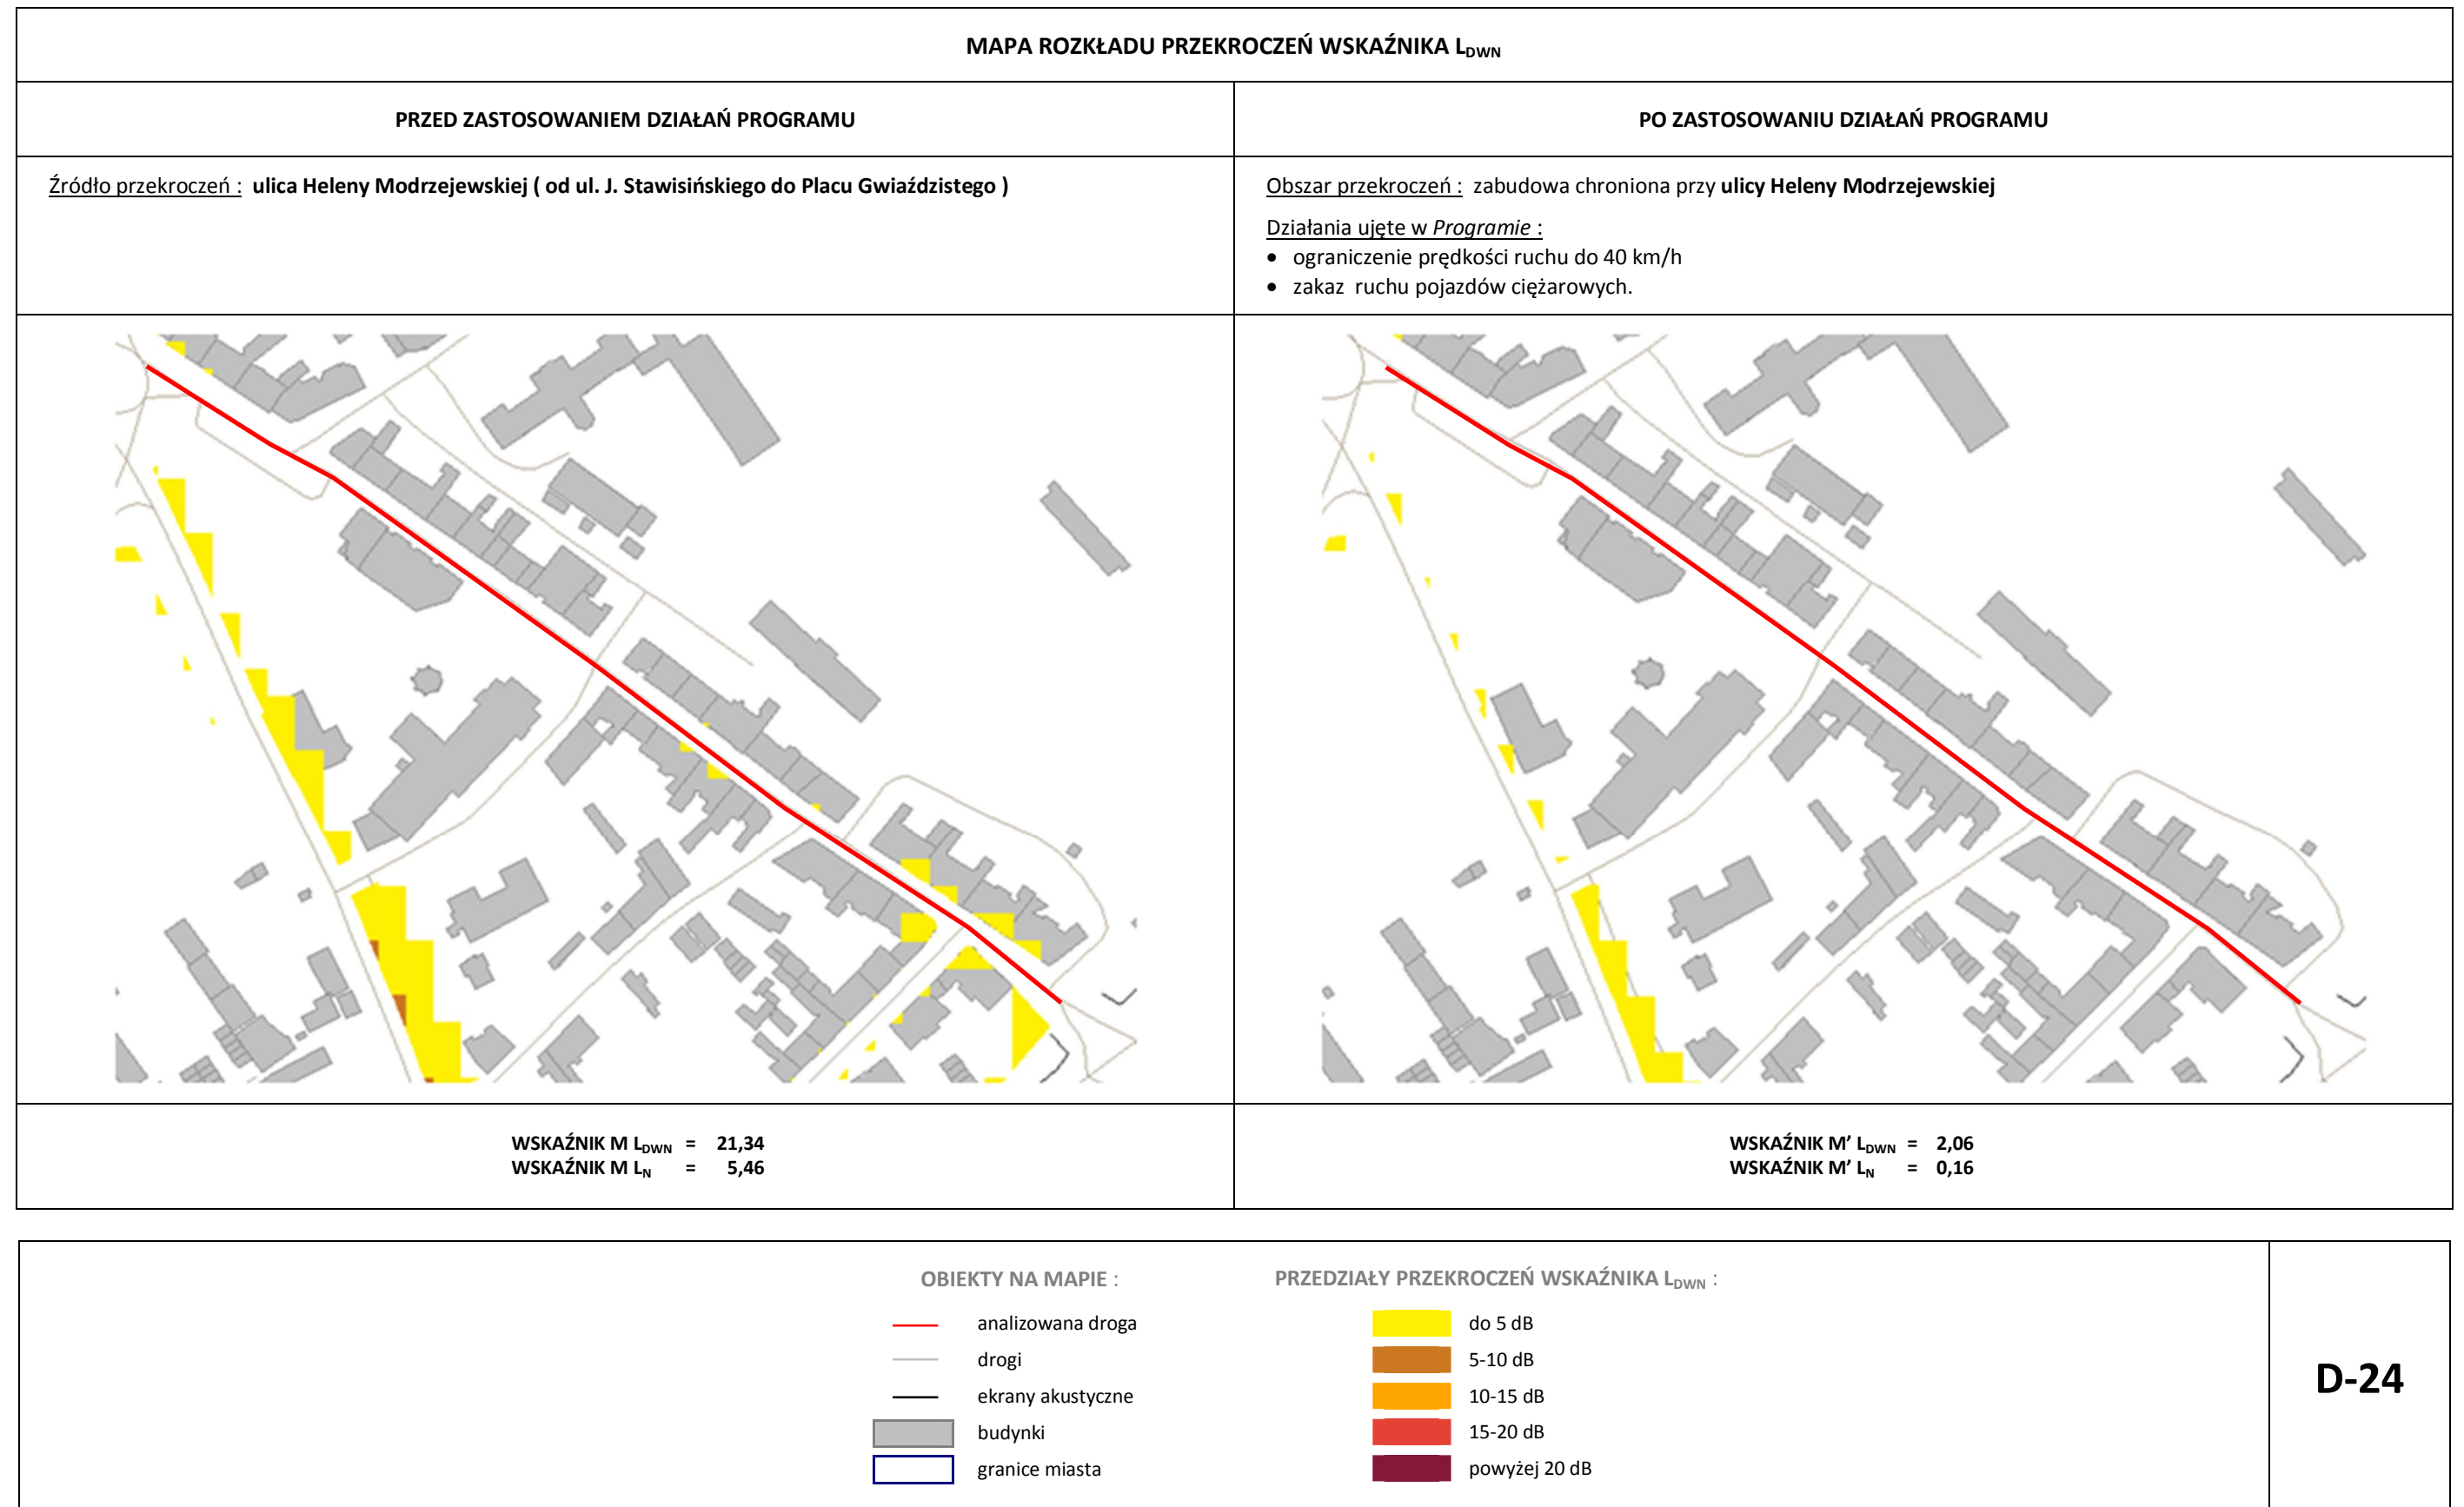 MAPA ROZKŁADU PRZEKROCZEŃ WSKAŹNIKA LDWN
PRZED ZASTOSOWANIEM DZIAŁAŃ PROGRAMU
PO ZASTOSOWANIU DZIAŁAŃ PROGRAMU
Źródło przekroczeń : ulica Heleny Modrzejewskiej ( od ul. J. Stawisińskiego do Placu Gwiaździstego )
Obszar przekroczeń : zabudowa chroniona przy ulicy Heleny Modrzejewskiej
Działania ujęte w Programie :
• ograniczenie prędkości ruchu do 40 km/h
• zakaz ruchu pojazdów ciężarowych.
WSKAŹNIK M LDWN = 21,34
WSKAŹNIK M LN = 5,46
WSKAŹNIK M’ LDWN = 2,06
WSKAŹNIK M’ LN = 0,16
OBIEKTY NA MAPIE :
analizowana droga
drogi
ekrany akustyczne
budynki
granice miasta
PRZEDZIAŁY PRZEKROCZEŃ WSKAŹNIKA LDWN :
do 5 dB
5-10 dB
10-15 dB
15-20 dB
powyżej 20 dB
D-24